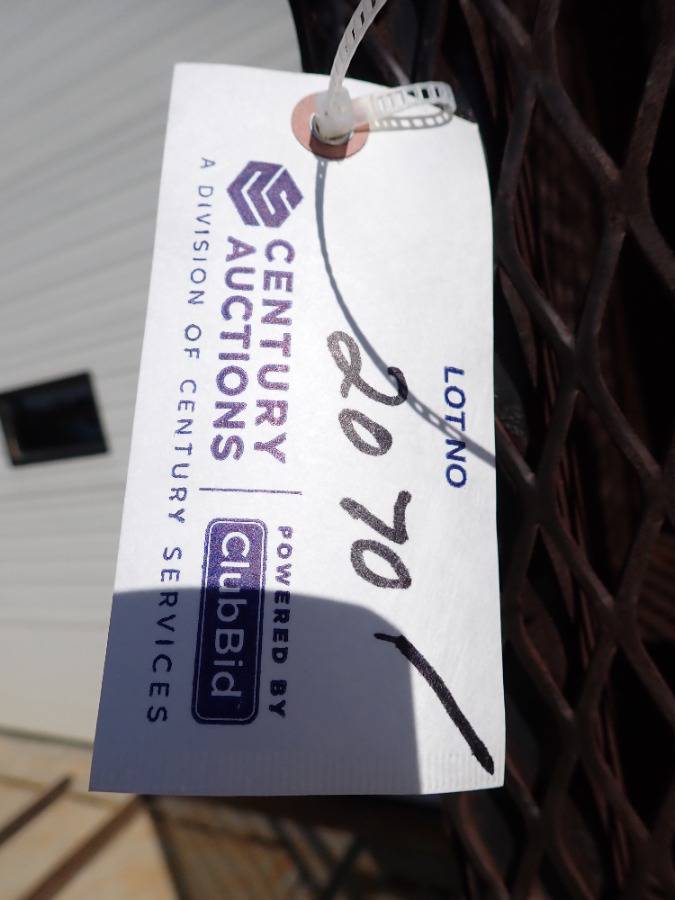 LOT NO
2070 ✓
CENTURY
AUCTIONS
A DIVISION OF CENTURY SERVICES
POWERED BY
ClubBid